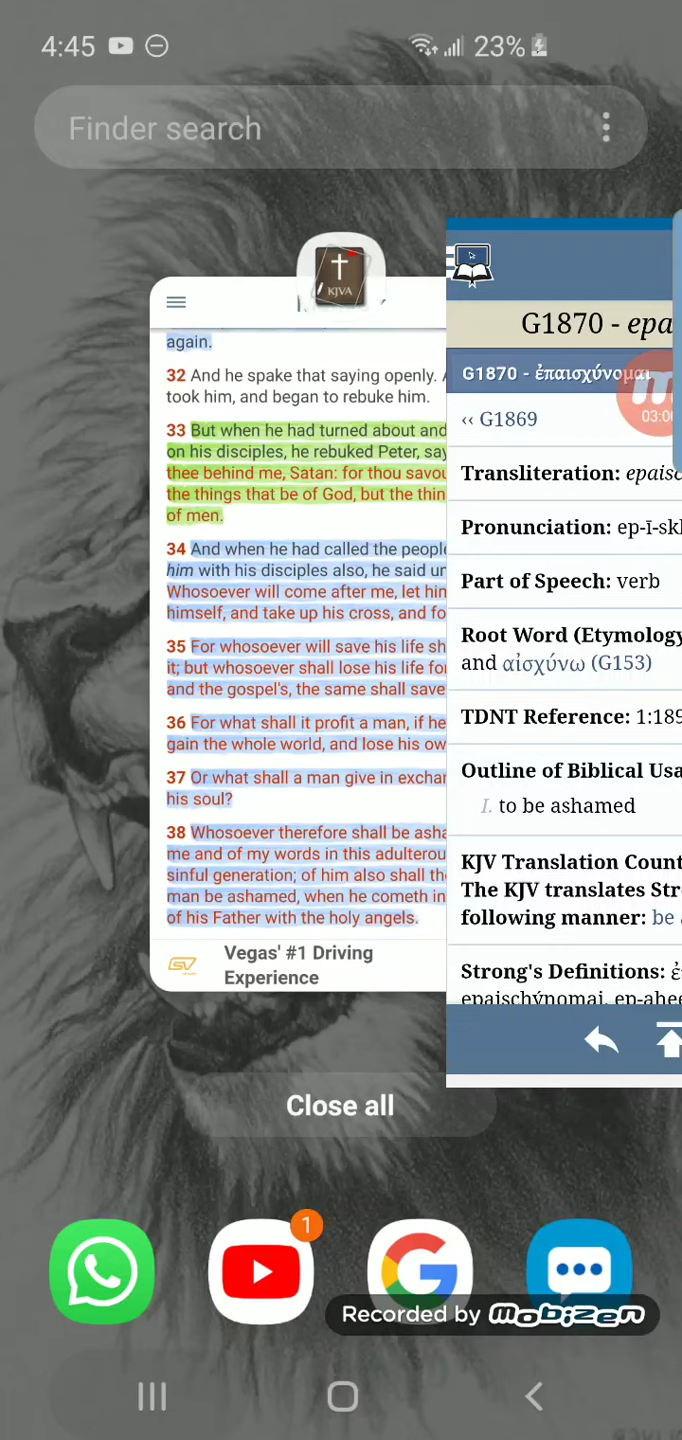 4:45
23%
Finder search
KJVA
again.
32 And he spake that saying openly.
took him, and began to rebuke him.
33 But when he had turned about and
on his disciples, he rebuked Peter, say
thee behind me, Satan: for thou savou
the things that be of God, but the thin
of men.
34 And when he had called the people
him with his disciples also, he said un
Whosoever will come after me, let him
himself, and take up his cross, and fo
35 For whosoever will save his life sh
it; but whosoever shall lose his life for
and the gospel's, the same shall save
36 For what shall it profit a man, if he
gain the whole world, and lose his ow
37 Or what shall a man give in exchan
his soul?
38 Whosoever therefore shall be asha
me and of my words in this adulterou
sinful generation; of him also shall the
man be ashamed, when he cometh in
of his Father with the holy angels.
SV
Vegas' #1 Driving
Experience
G1870 - epa
G1870 - ἐπαισχύνομαι
03:00
‹‹ G1869
Transliteration: epaisc
Pronunciation: ep-ī-skh
Part of Speech: verb
Root Word (Etymology
and αἰσχύνω (G153)
TDNT Reference: 1:189
Outline of Biblical Usa
I. to be ashamed
KJV Translation Count
The KJV translates Str
following manner: be a
Strong's Definitions: ἐ
epaischýnomai, ep-ahee
Close all
1
Recorded by mobizen